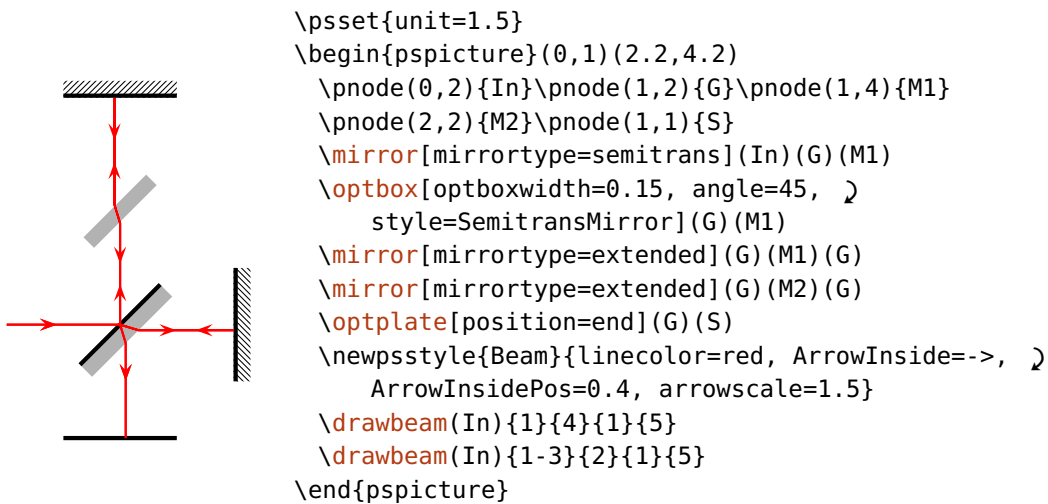 \psset{unit=1.5}
\begin{pspicture}(0,1)(2.2,4.2)
\pnode(0,2){In}\pnode(1,2){G}\pnode(1,4){M1}
\pnode(2,2){M2}\pnode(1,1){S}
\mirror[mirrortype=semitrans](In)(G)(M1)
\optbox[optboxwidth=0.15, angle=45,
style=SemitransMirror](G)(M1)
\mirror[mirrortype=extended](G)(M1)(G)
\mirror[mirrortype=extended](G)(M2)(G)
\optplate[position=end](G)(S)
\newpsstyle{Beam}{linecolor=red, ArrowInside=->,
ArrowInsidePos=0.4, arrowscale=1.5}
\drawbeam(In){1}{4}{1}{5}
\drawbeam(In){1-3}{2}{1}{5}
\end{pspicture}